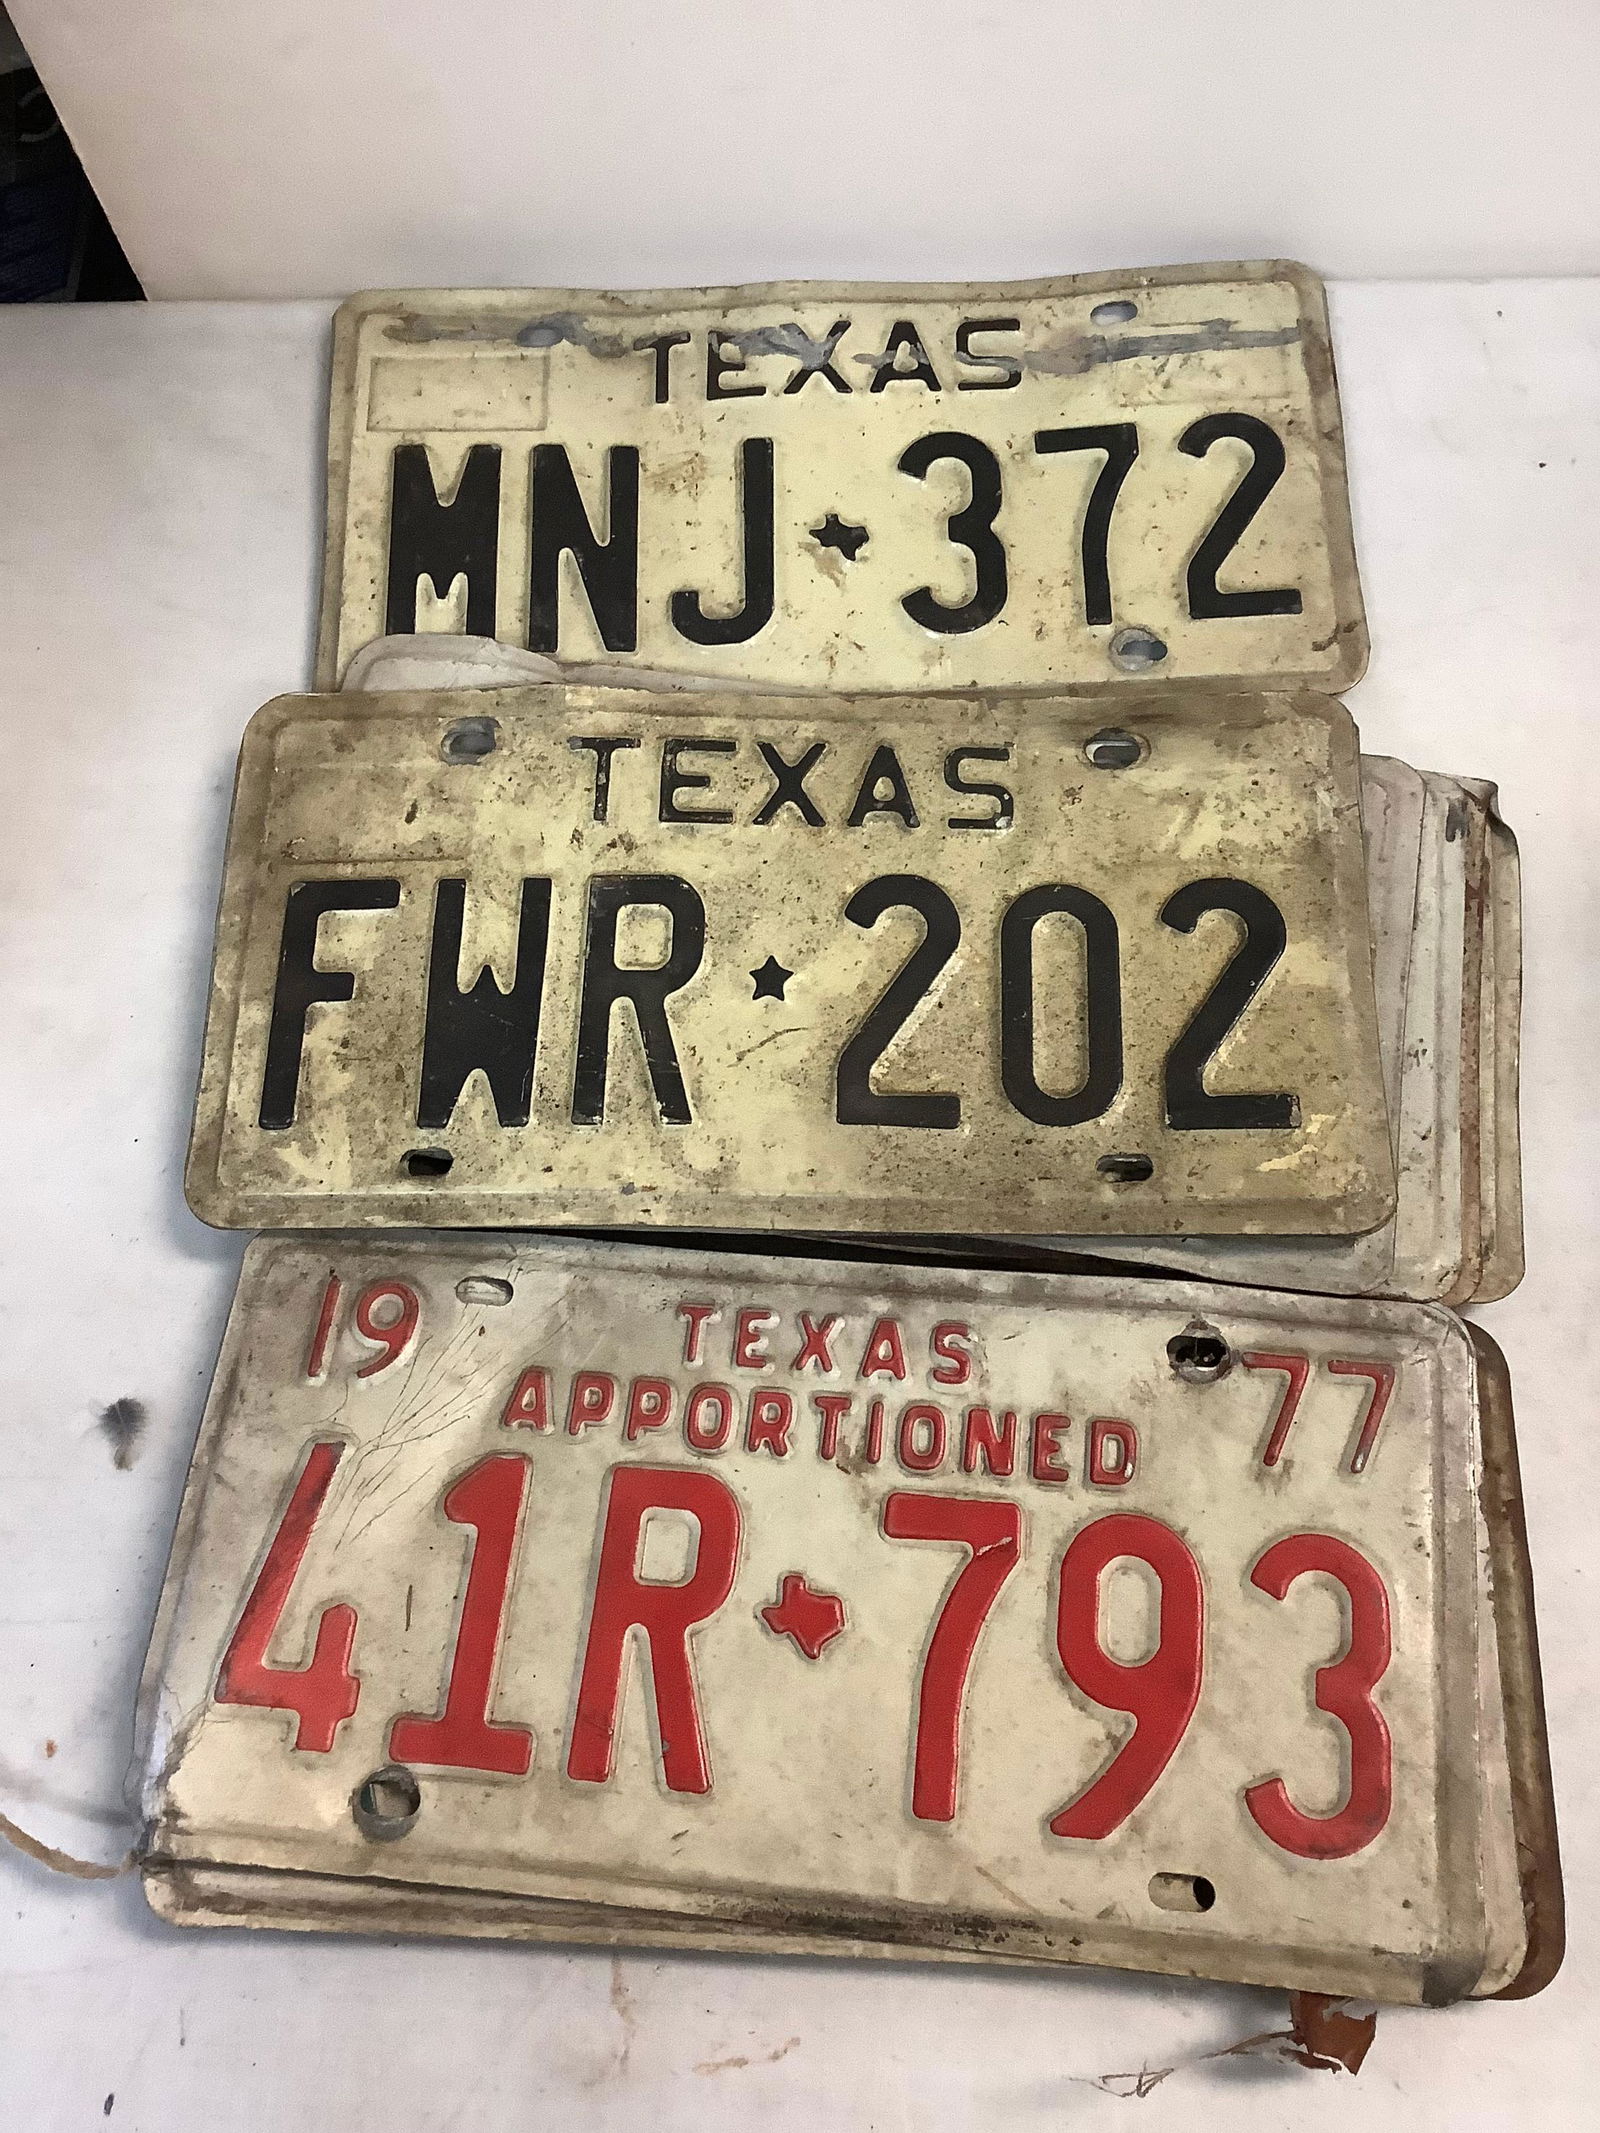 TEXAS
MNJ 372
TEXAS
FWR★202
19 TEXAS 77
APPORTIONED
41R 793